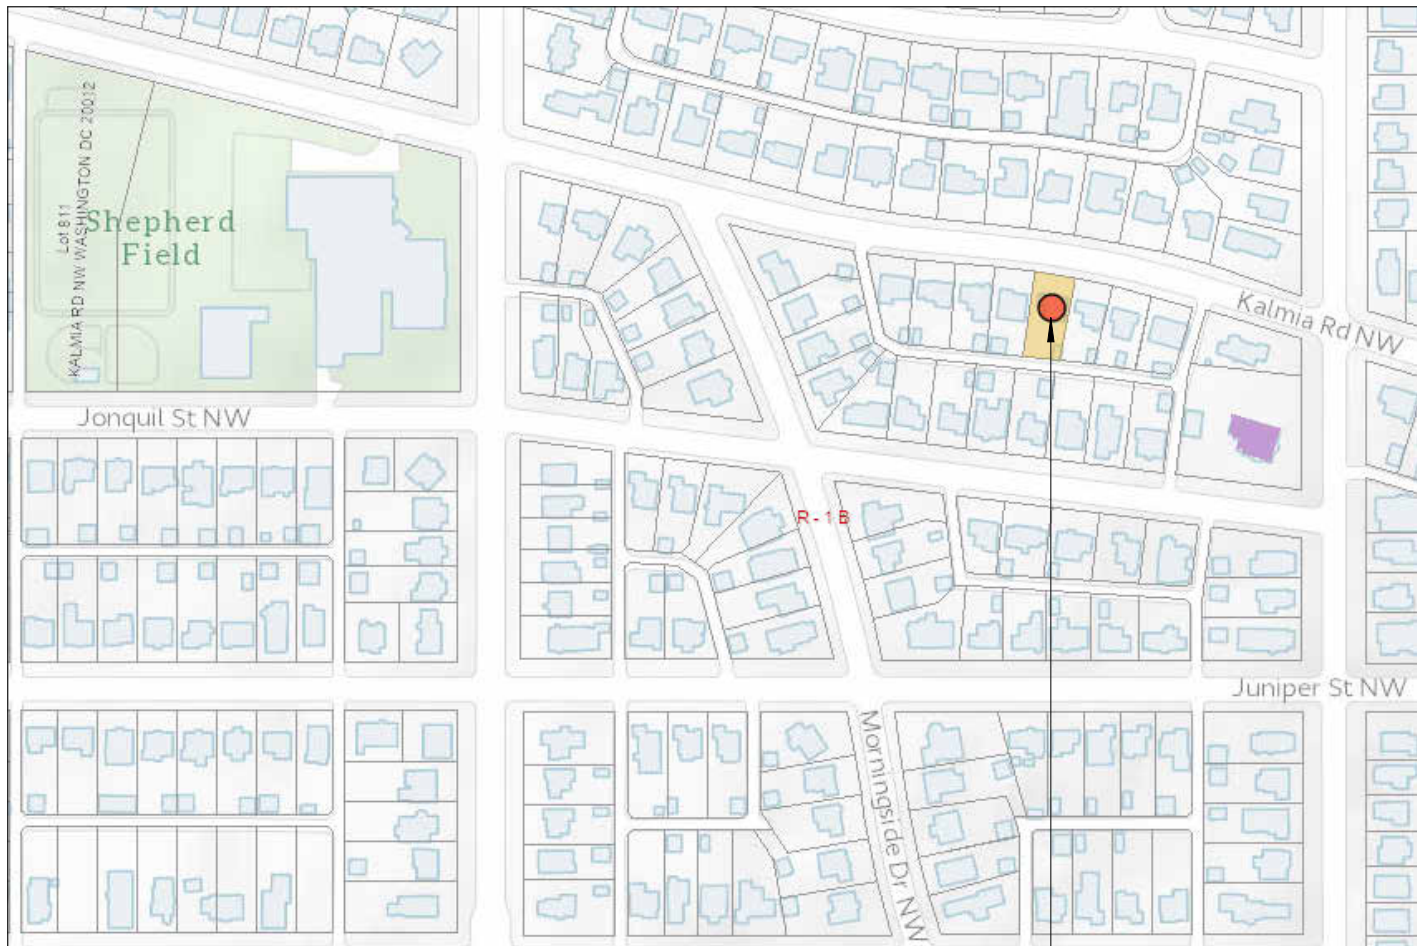 Lot 811
KALMIA RD NW WASHINGTON DC 20012
Shepherd
Field
Kalmia Rd NW
Jonquil St NW
R-1B
Juniper St NW
Morningside Dr NW